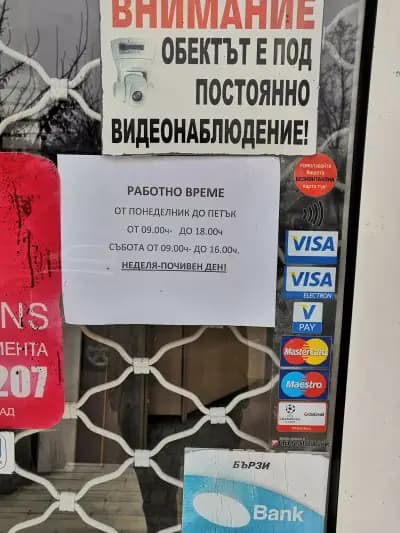 ВНИМАНИЕ
ОБЕКТЪТ Е ПОД
ПОСТОЯННО
ВИДЕОНАБЛЮДЕНИЕ!
РАБОТНО ВРЕМЕ
ОТ ПОНЕДЕЛНИК ДО ПЕТЪК
ОТ 09.00ч- ДО 18.00ч
СЪБОТА ОТ 09.00ч- ДО 16.00ч.
НЕДЕЛЯ-ПОЧИВЕН ДЕН!
БЕЗКОНТАКТНА
VISA
VISA
ELECTRON
V
PAY
MasterCard
Maestro
NS
МЕНТА
207
АД
БЪРЗИ
Bank